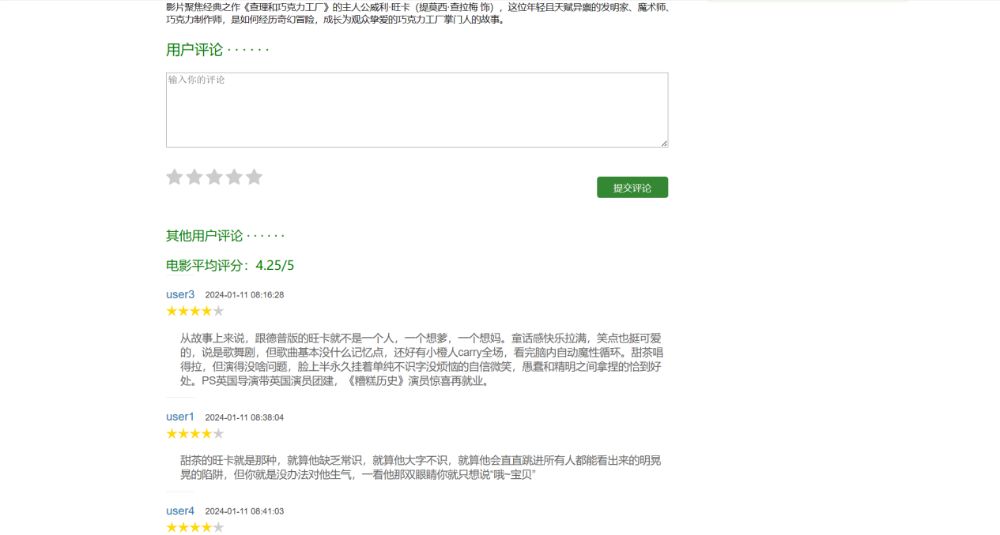 影片聚焦经典之作《查理和巧克力工厂》的主人公威利·旺卡（提莫西·查拉梅 饰），这位年轻且天赋异禀的发明家、魔术师、
巧克力制作师，是如何经历奇幻冒险，成长为观众挚爱的巧克力工厂掌门人的故事。
用户评论 · · · · · ·
输入你的评论
提交评论
其他用户评论 · · · · · ·
电影平均评分：4.25/5
user3 2024-01-11 08:16:28
从故事上来说，跟德普版的旺卡就不是一个人，一个想爹，一个想妈。童话感快乐拉满，笑点也挺可爱
的，说是歌舞剧，但歌曲基本没什么记忆点，还好有小橙人carry全场，看完脑内自动魔性循环。甜茶唱
得拉，但演得没啥问题，脸上半永久挂着单纯不识字没烦恼的自信微笑，愚蠢和精明之间拿捏的恰到好
处。PS英国导演带英国演员团建，《糟糕历史》演员惊喜再就业。
user1 2024-01-11 08:38:04
甜茶的旺卡就是那种，就算他缺乏常识，就算他大字不识，就算他会直直跳进所有人都能看出来的明晃
晃的陷阱，但你就是没办法对他生气，一看他那双眼睛你就只想说“哦~宝贝”
user4 2024-01-11 08:41:03